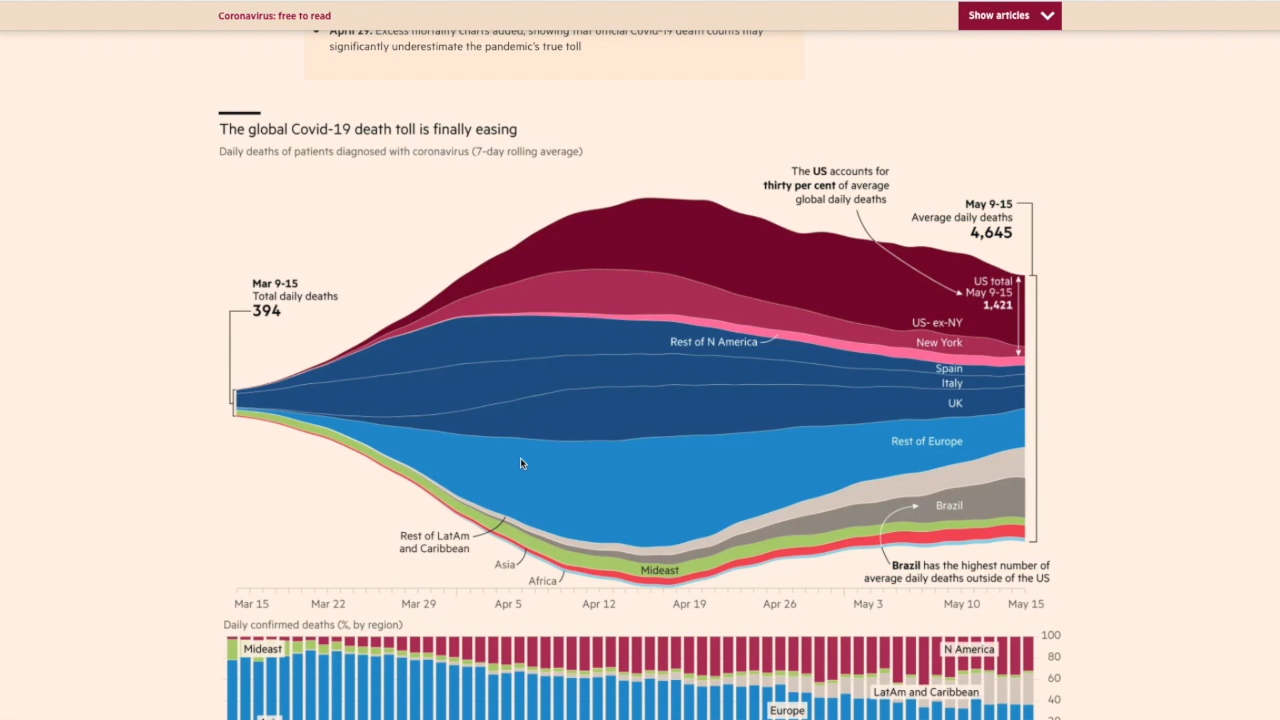 Coronavirus: free to read
Show articles
April 29: Excess mortality charts added, showing that official Covid-19 death counts may
significantly underestimate the pandemic's true toll
The global Covid-19 death toll is finally easing
Daily deaths of patients diagnosed with coronavirus (7-day rolling average)
The US accounts for
thirty per cent of average
global daily deaths
May 9-15
Average daily deaths
4,645
Mar 9-15
Total daily deaths
394
US total
May 9-15
1,421
US- ex-NY
Rest of N America
New York
Spain
Italy
UK
Rest of Europe
Brazil
Rest of LatAm
and Caribbean
Asia
Mideast
Africa
Brazil has the highest number of
average daily deaths outside of the US
Mar 15 Mar 22 Mar 29 Apr 5 Apr 12 Apr 19 Apr 26 May 3 May 10 May 15
Daily confirmed deaths (%, by region)
100
Mideast
N America
80
60
LatAm and Caribbean
40
Europe